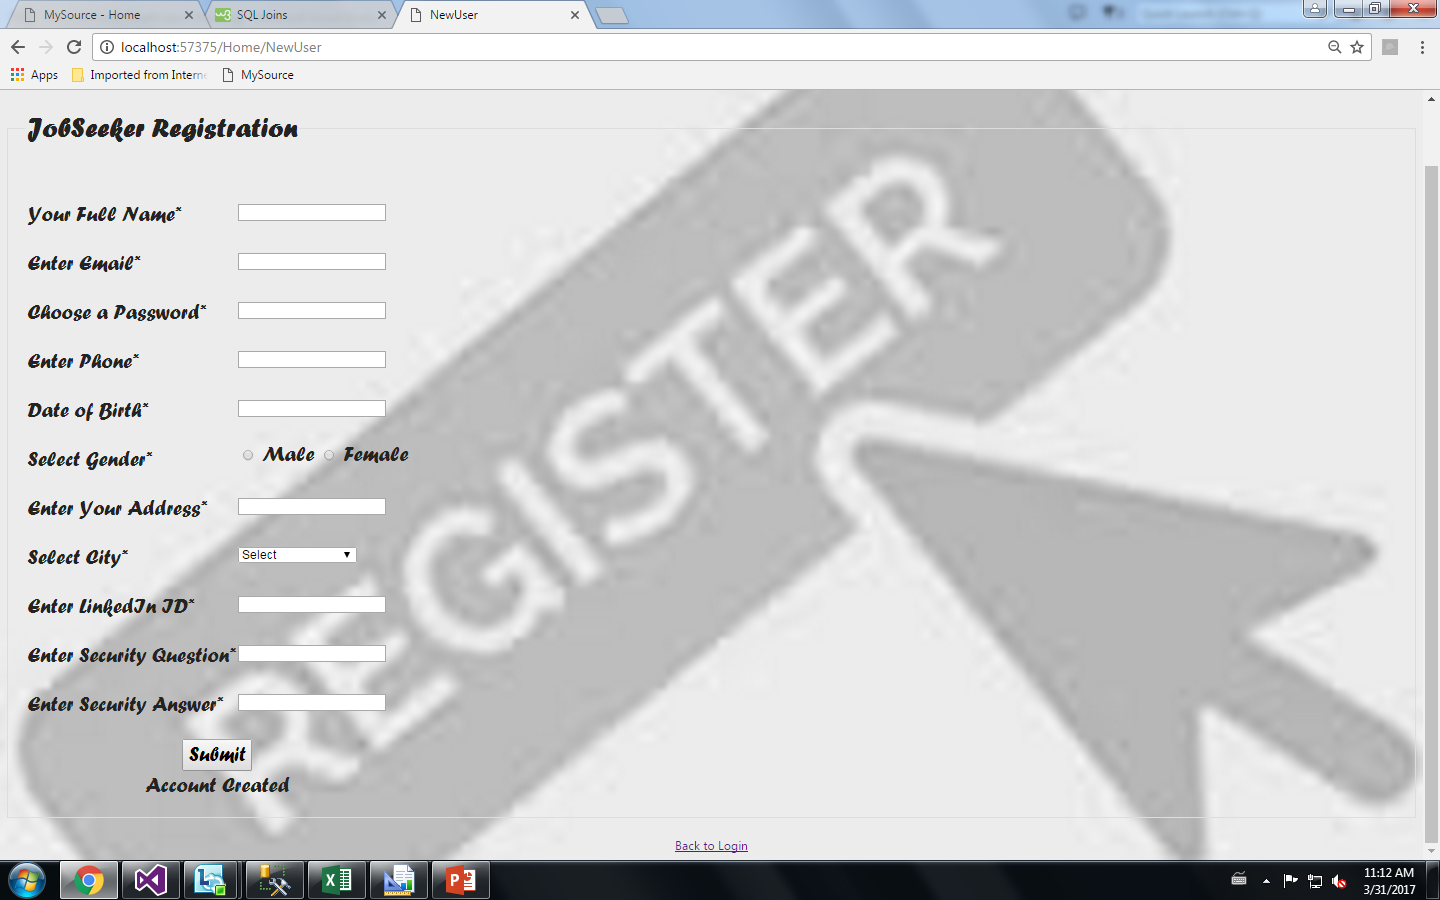 MySource - Home
SQL Joins
NewUser
localhost:57375/Home/NewUser
Apps
Imported from Intern
MySource
JobSeeker Registration
Your Full Name*
Enter Email*
Choose a Password*
Enter Phone*
Date of Birth*
Select Gender* Male Female
Enter Your Address*
Select City* Select
Enter LinkedIn ID*
Enter Security Question*
Enter Security Answer*
Submit
Account Created
REGISTER
Back to Login
11:12 AM
3/31/2017